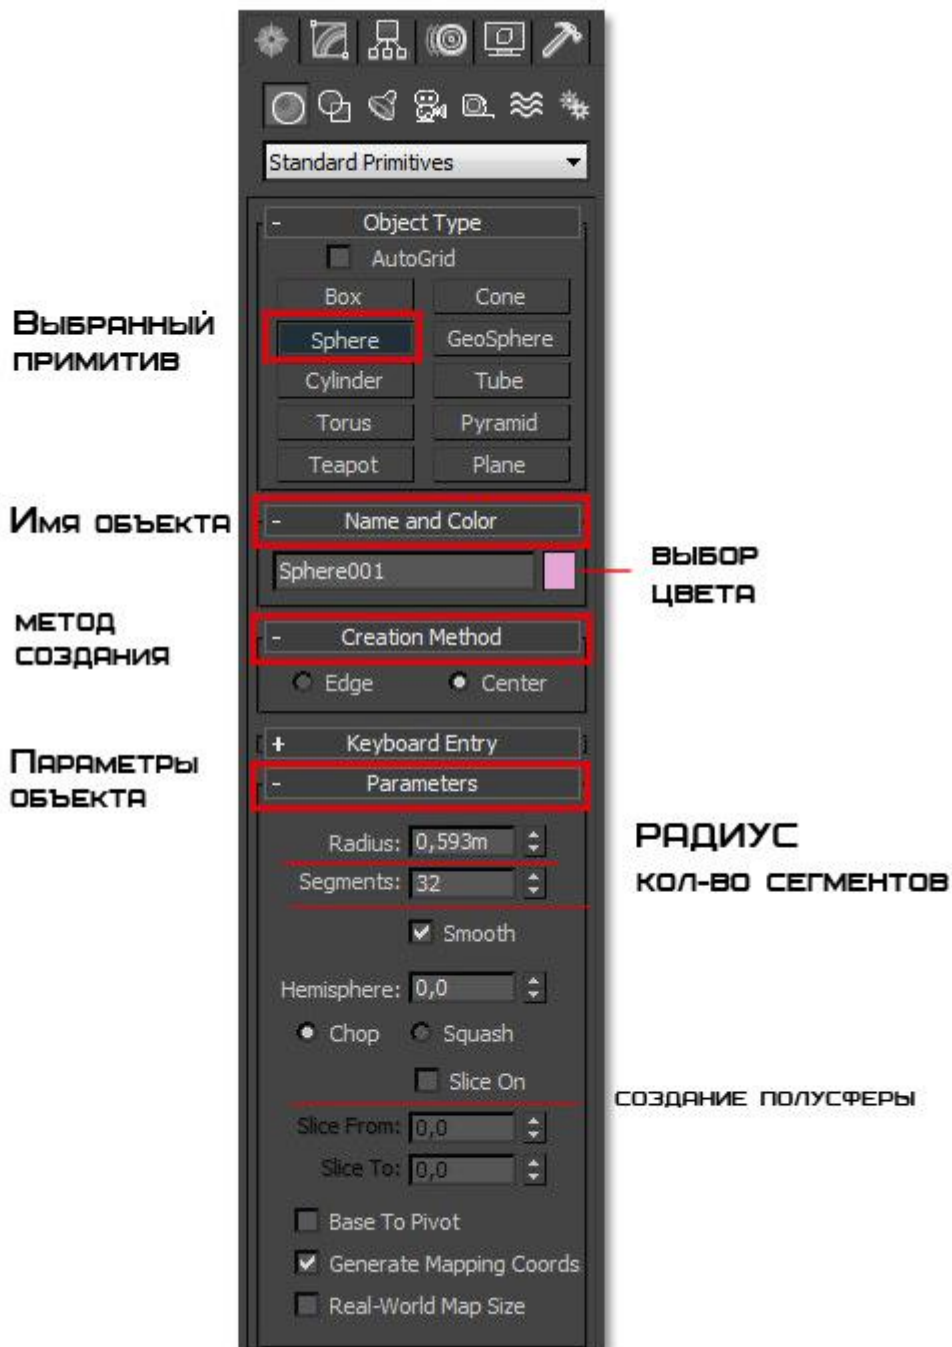 Standard Primitives
- Object Type
AutoGrid
Box Cone
Выбранный
примитив
Sphere GeoSphere
Cylinder Tube
Torus Pyramid
Teapot Plane
Имя объекта
- Name and Color
Sphere001
выбор
цвета
метод
создания
- Creation Method
Edge Center
+ Keyboard Entry
Параметры
объекта
- Parameters
Radius: 0,593m
РАДИУС
Segments: 32
кол-во сегментов
Smooth
Hemisphere: 0,0
Chop Squash
Slice On
создание полусферы
Slice From: 0,0
Slice To: 0,0
Base To Pivot
Generate Mapping Coords
Real-World Map Size